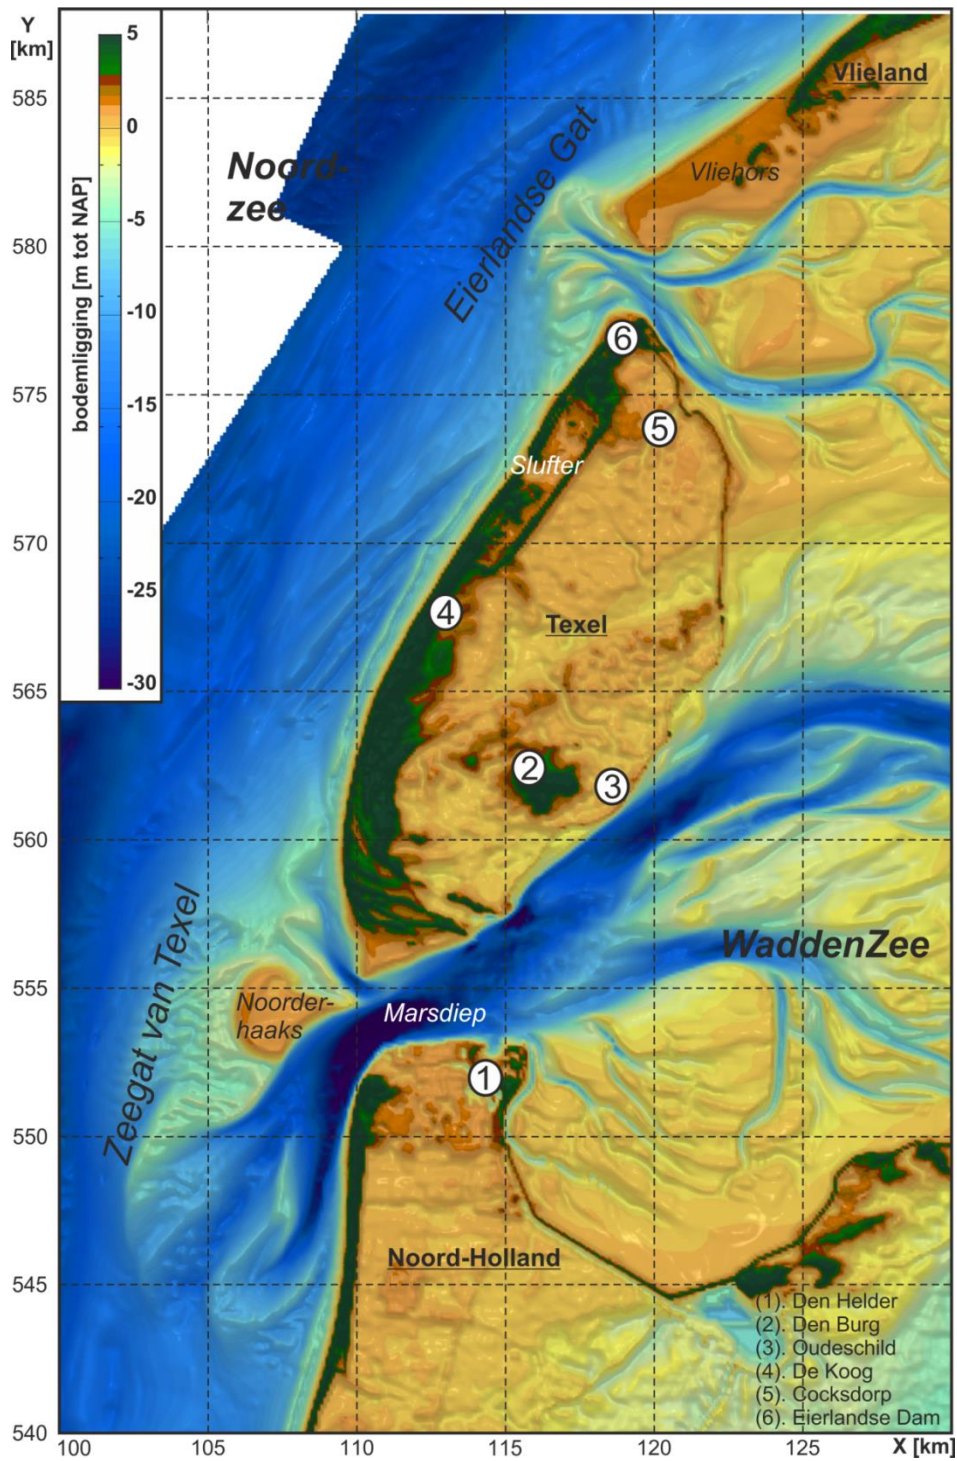 Y
[km]
585
580
575
570
565
560
555
550
545
540
100
105
110
115
120
125
X [km]
bodemligging [m tot NAP]
5
0
-5
-10
-15
-20
-25
-30
Vlieland
Vliehors
Noord-
zee
Eierlandse Gat
6
5
Slufter
4
Texel
2
3
WaddenZee
Zeegat van Texel
Noorder-
haaks
Marsdiep
1
Noord-Holland
(1). Den Helder
(2). Den Burg
(3). Oudeschild
(4). De Koog
(5). Cocksdorp
(6). Eierlandse Dam